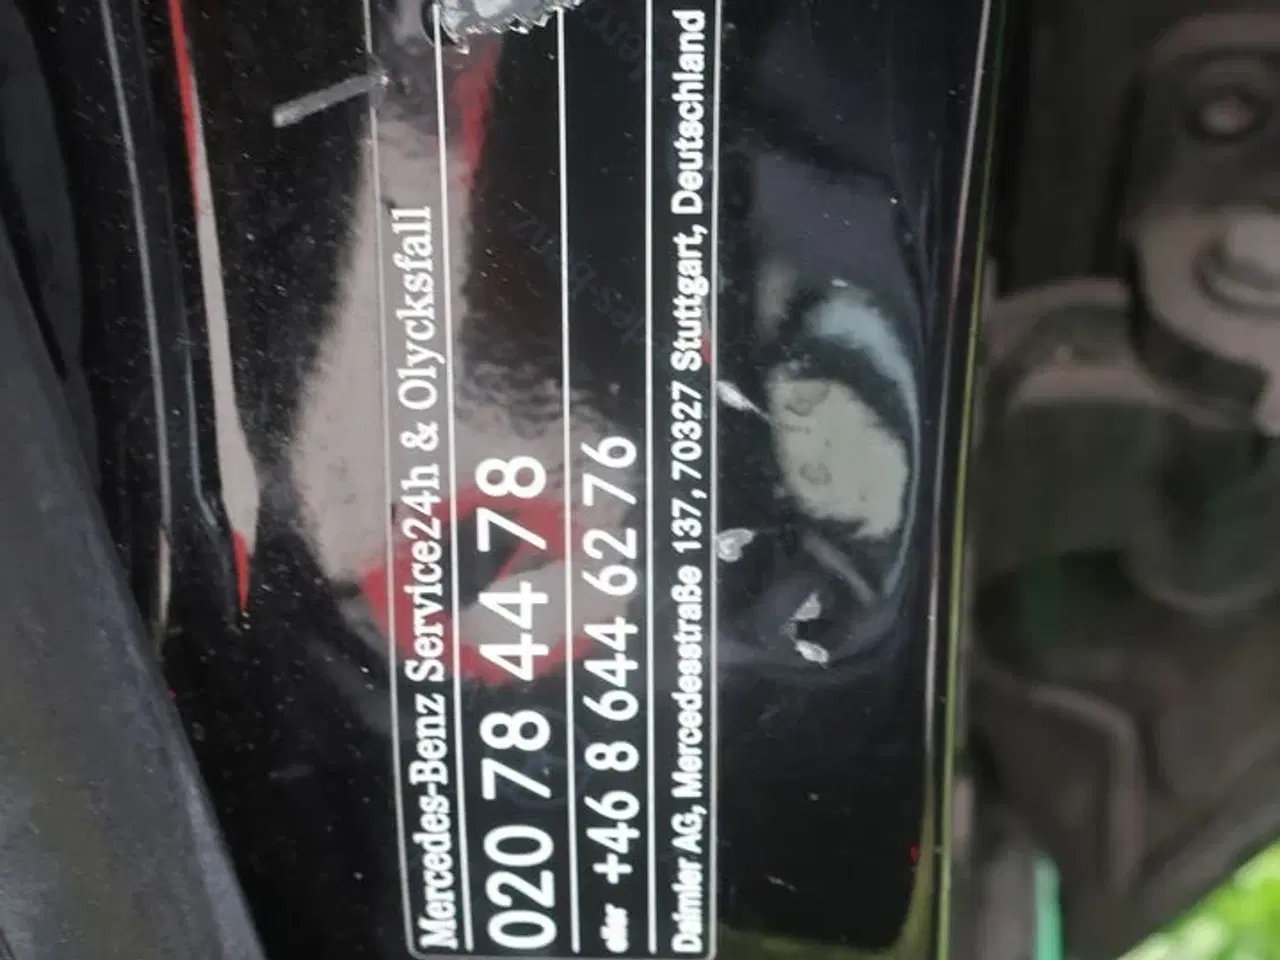 Mercedes-Benz Service24h & Olycksfall
020 78 44 78
eller +46 8 644 62 76
Daimler AG, Mercedesstraße 137, 70327 Stuttgart, Deutschland